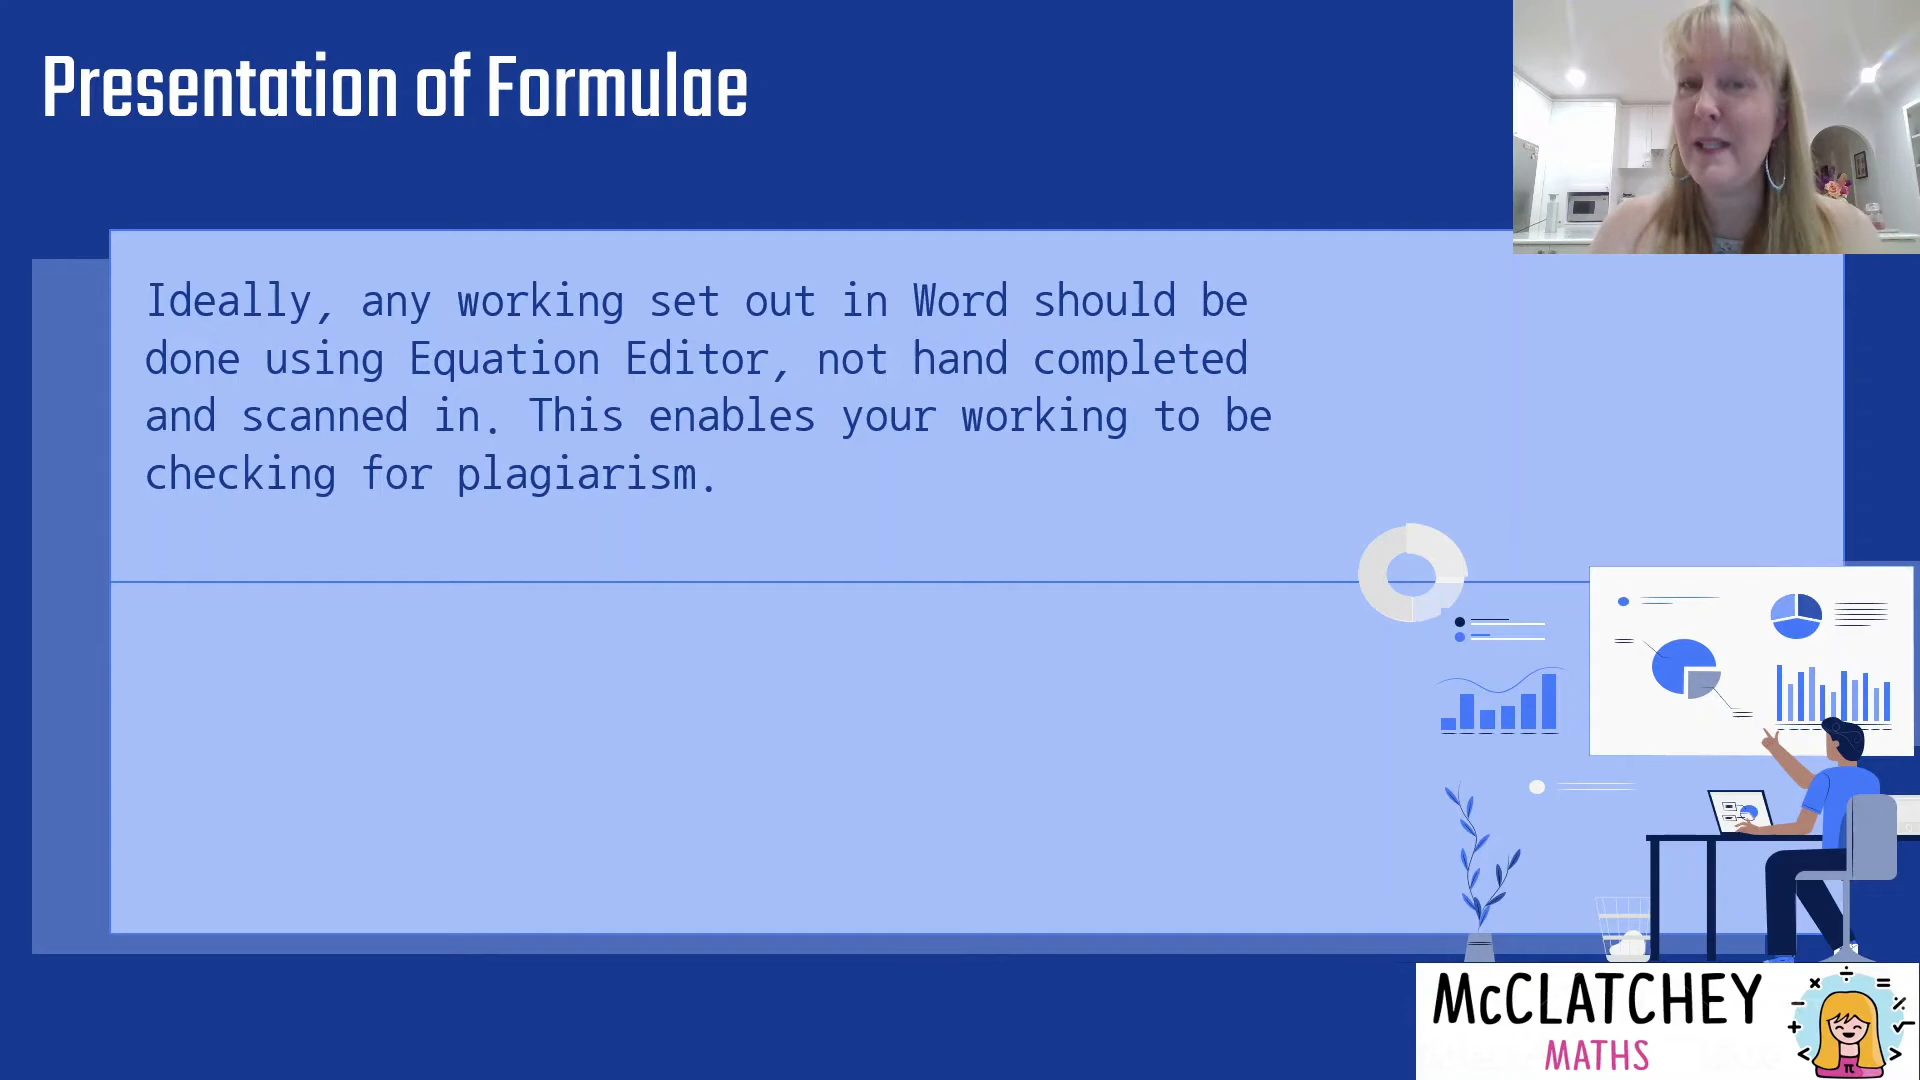 Presentation of Formulae
Ideally, any working set out in Word should be
done using Equation Editor, not hand completed
and scanned in. This enables your working to be
checking for plagiarism.
McCLATCHEY
MATHS